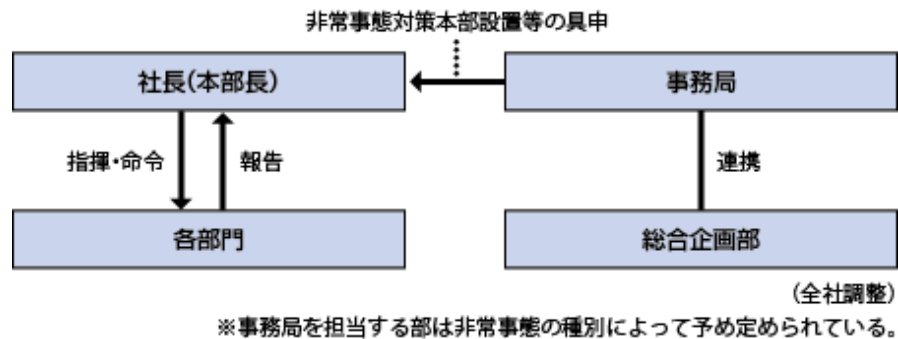 非常事態対策本部設置等の具申
社長(本部長)
事務局
指揮・命令
報告
連携
各部門
総合企画部
(全社調整)
※事務局を担当する部は非常事態の種別によって予め定められている。